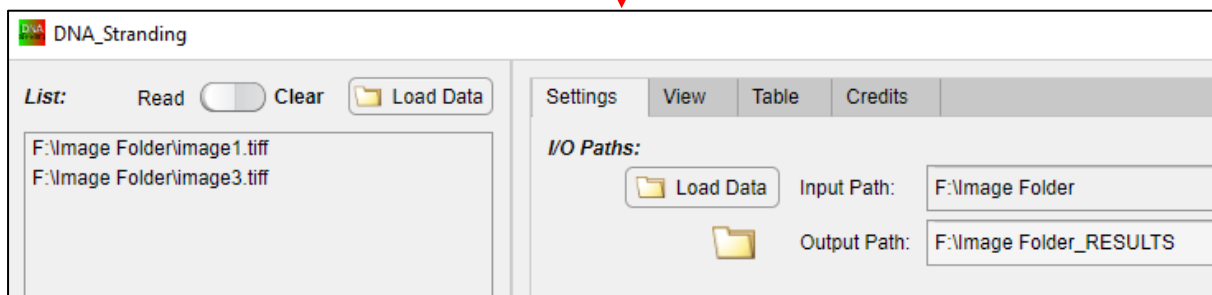 DNA_Stranding
List: Read Clear Load Data
F:\Image Folder\image1.tiff
F:\Image Folder\image3.tiff
Settings View Table Credits
I/O Paths:
Load Data Input Path: F:\Image Folder
Output Path: F:\Image Folder_RESULTS